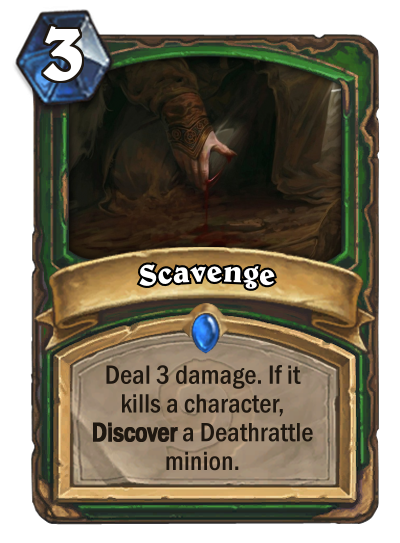 3
Scavenge
Deal 3 damage. If it
kills a character,
Discover a Deathrattle
minion.